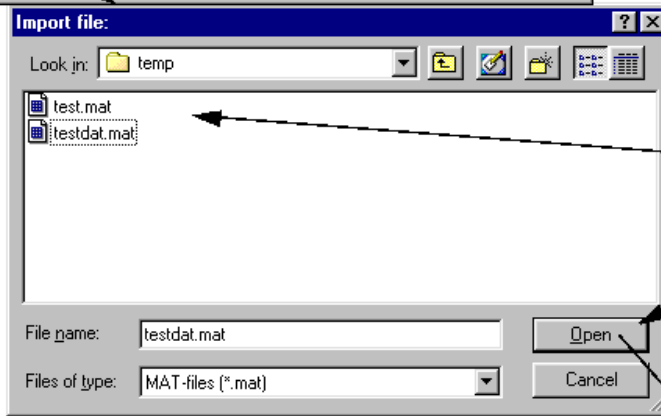 Import file:
Look in: temp
test.mat
testdat.mat
File name: testdat.mat Open
Files of type: MAT-files (*.mat) Cancel